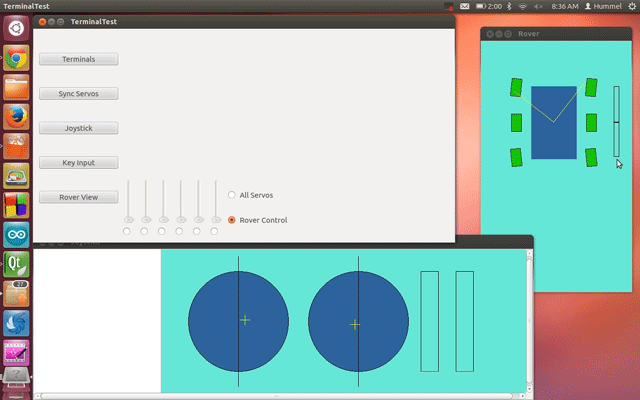 TerminalTest
2:00
8:36 AM
Hummel
TerminalTest
Rover
Terminals
Sync Servos
Joystick
Key Input
Rover View
All Servos
Rover Control
Qt
27